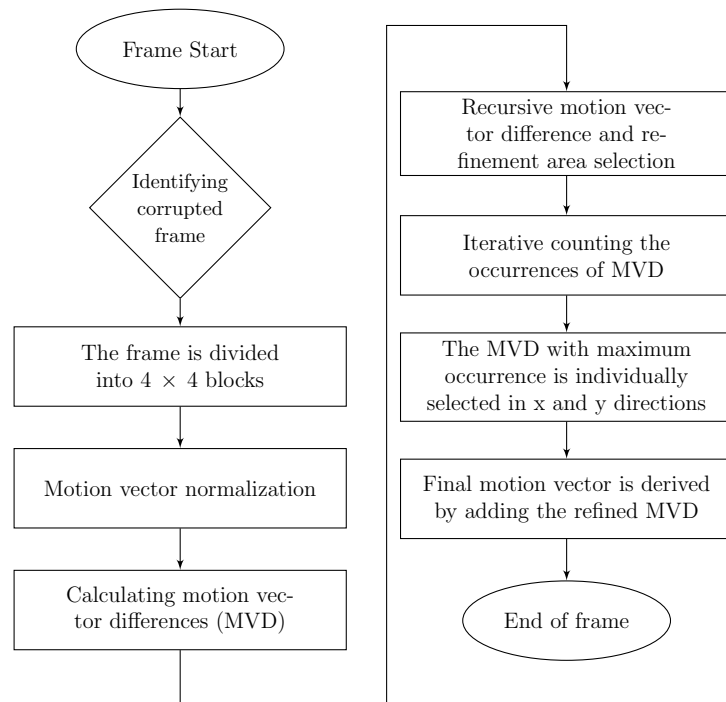 Frame Start
Identifying
corrupted
frame
The frame is divided
into 4 × 4 blocks
Motion vector normalization
Calculating motion vec-
tor differences (MVD)
Recursive motion vec-
tor difference and re-
finement area selection
Iterative counting the
occurrences of MVD
The MVD with maximum
occurrence is individually
selected in x and y directions
Final motion vector is derived
by adding the refined MVD
End of frame